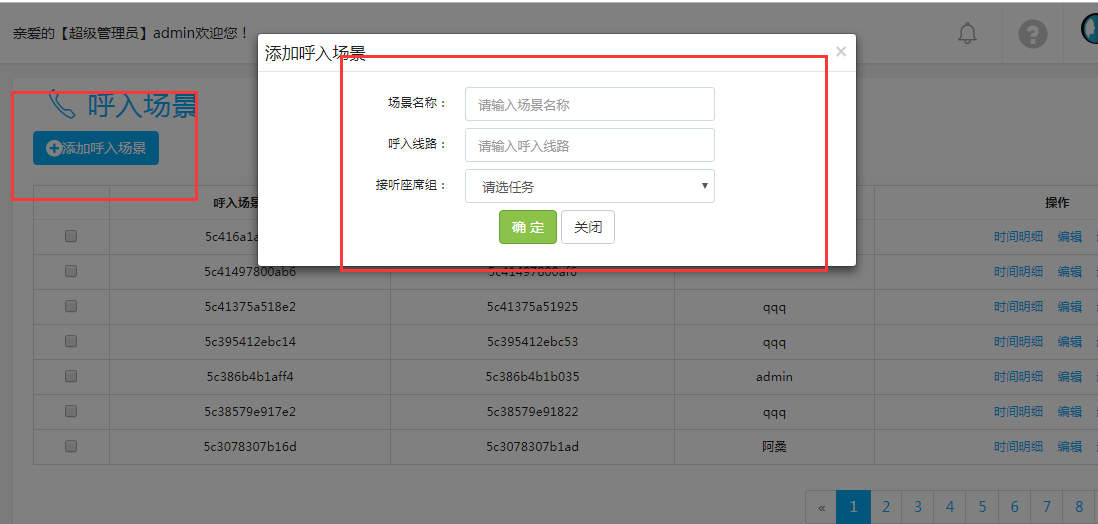 亲爱的【超级管理员】admin欢迎您！
添加呼入场景 ×
呼入场景
添加呼入场景
场景名称：
请输入场景名称
呼入线路：
请输入呼入线路
接听座席组：
请选任务
确 定
关闭
呼入场景
操作
5c416a1a
时间明细 编辑
5c41497800ab6 5c41497800af6
时间明细 编辑
5c41375a518e2 5c41375a51925 qqq 时间明细 编辑
5c395412ebc14 5c395412ebc53 qqq 时间明细 编辑
5c386b4b1aff4 5c386b4b1b035 admin 时间明细 编辑
5c38579e917e2 5c38579e91822 qqq 时间明细 编辑
5c3078307b16d 5c3078307b1ad 阿桑 时间明细 编辑
« 1 2 3 4 5 6 7 8